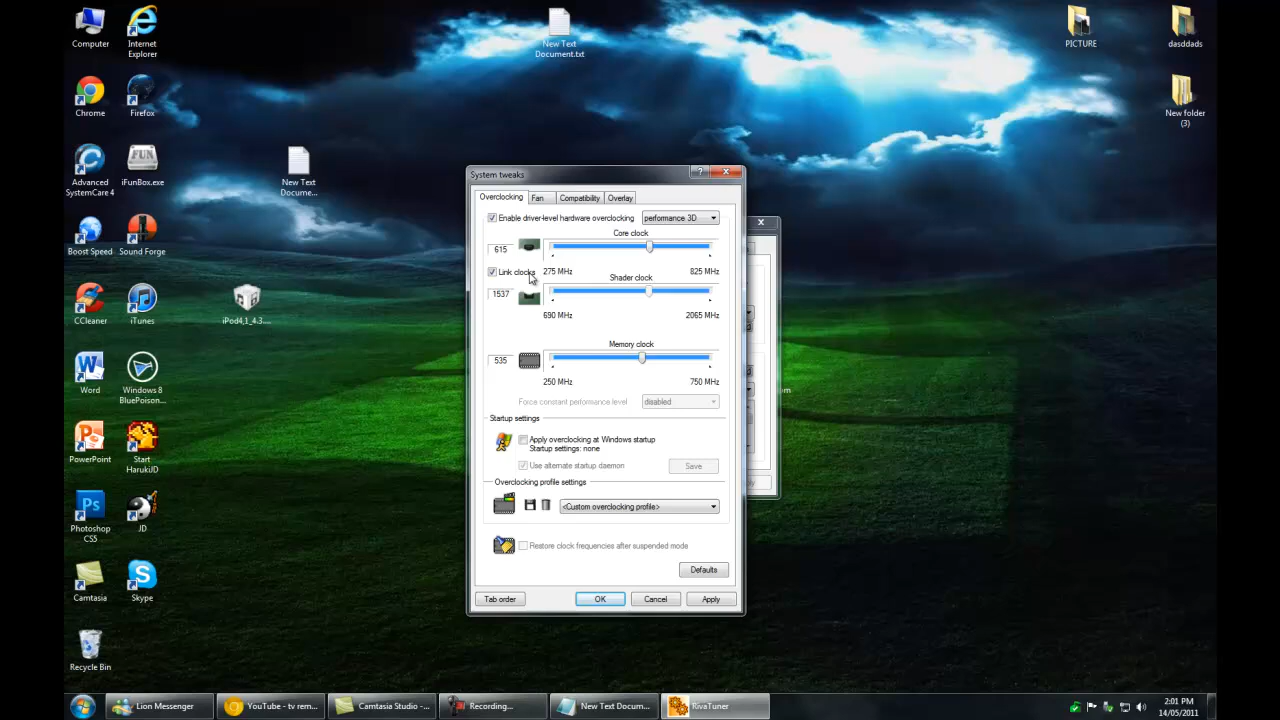 Computer
Internet
Explorer
New Text
Document.txt
PICTURE
dasddads
Chrome
Firefox
New folder
(3)
Advanced
SystemCare 4
iFunBox.exe
FUN
New Text
Docume...
Boost Speed
Sound Forge
CCleaner
iTunes
iPod4,1_4.3....
Word
Windows 8
BluePoison...
PowerPoint
Start
HarukiJD
Photoshop
CS5
JD
Camtasia
Skype
Recycle Bin
System tweaks
Overclocking
Fan
Compatibility
Overlay
Enable driver-level hardware overclocking
performance 3D
Core clock
615
Link clocks
275 MHz
825 MHz
Shader clock
1537
690 MHz
2065 MHz
Memory clock
535
250 MHz
750 MHz
Force constant performance level
disabled
Startup settings
Apply overclocking at Windows startup
Startup settings: none
Use alternate startup daemon
Save
Overclocking profile settings
<Custom overclocking profile>
Restore clock frequencies after suspended mode
Defaults
Tab order
OK
Cancel
Apply
Lion Messenger
YouTube - tv rem...
Camtasia Studio -...
Recording...
New Text Docum...
RivaTuner
2:01 PM
14/05/2011